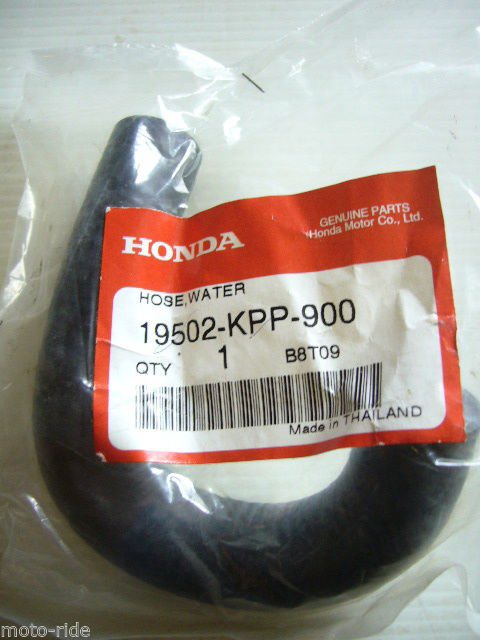 HONDA
GENUINE PARTS
Honda Motor Co., Ltd.
HOSE,WATER
19502-KPP-900
QTY 1 B8T09
Made in THAILAND
moto-ride